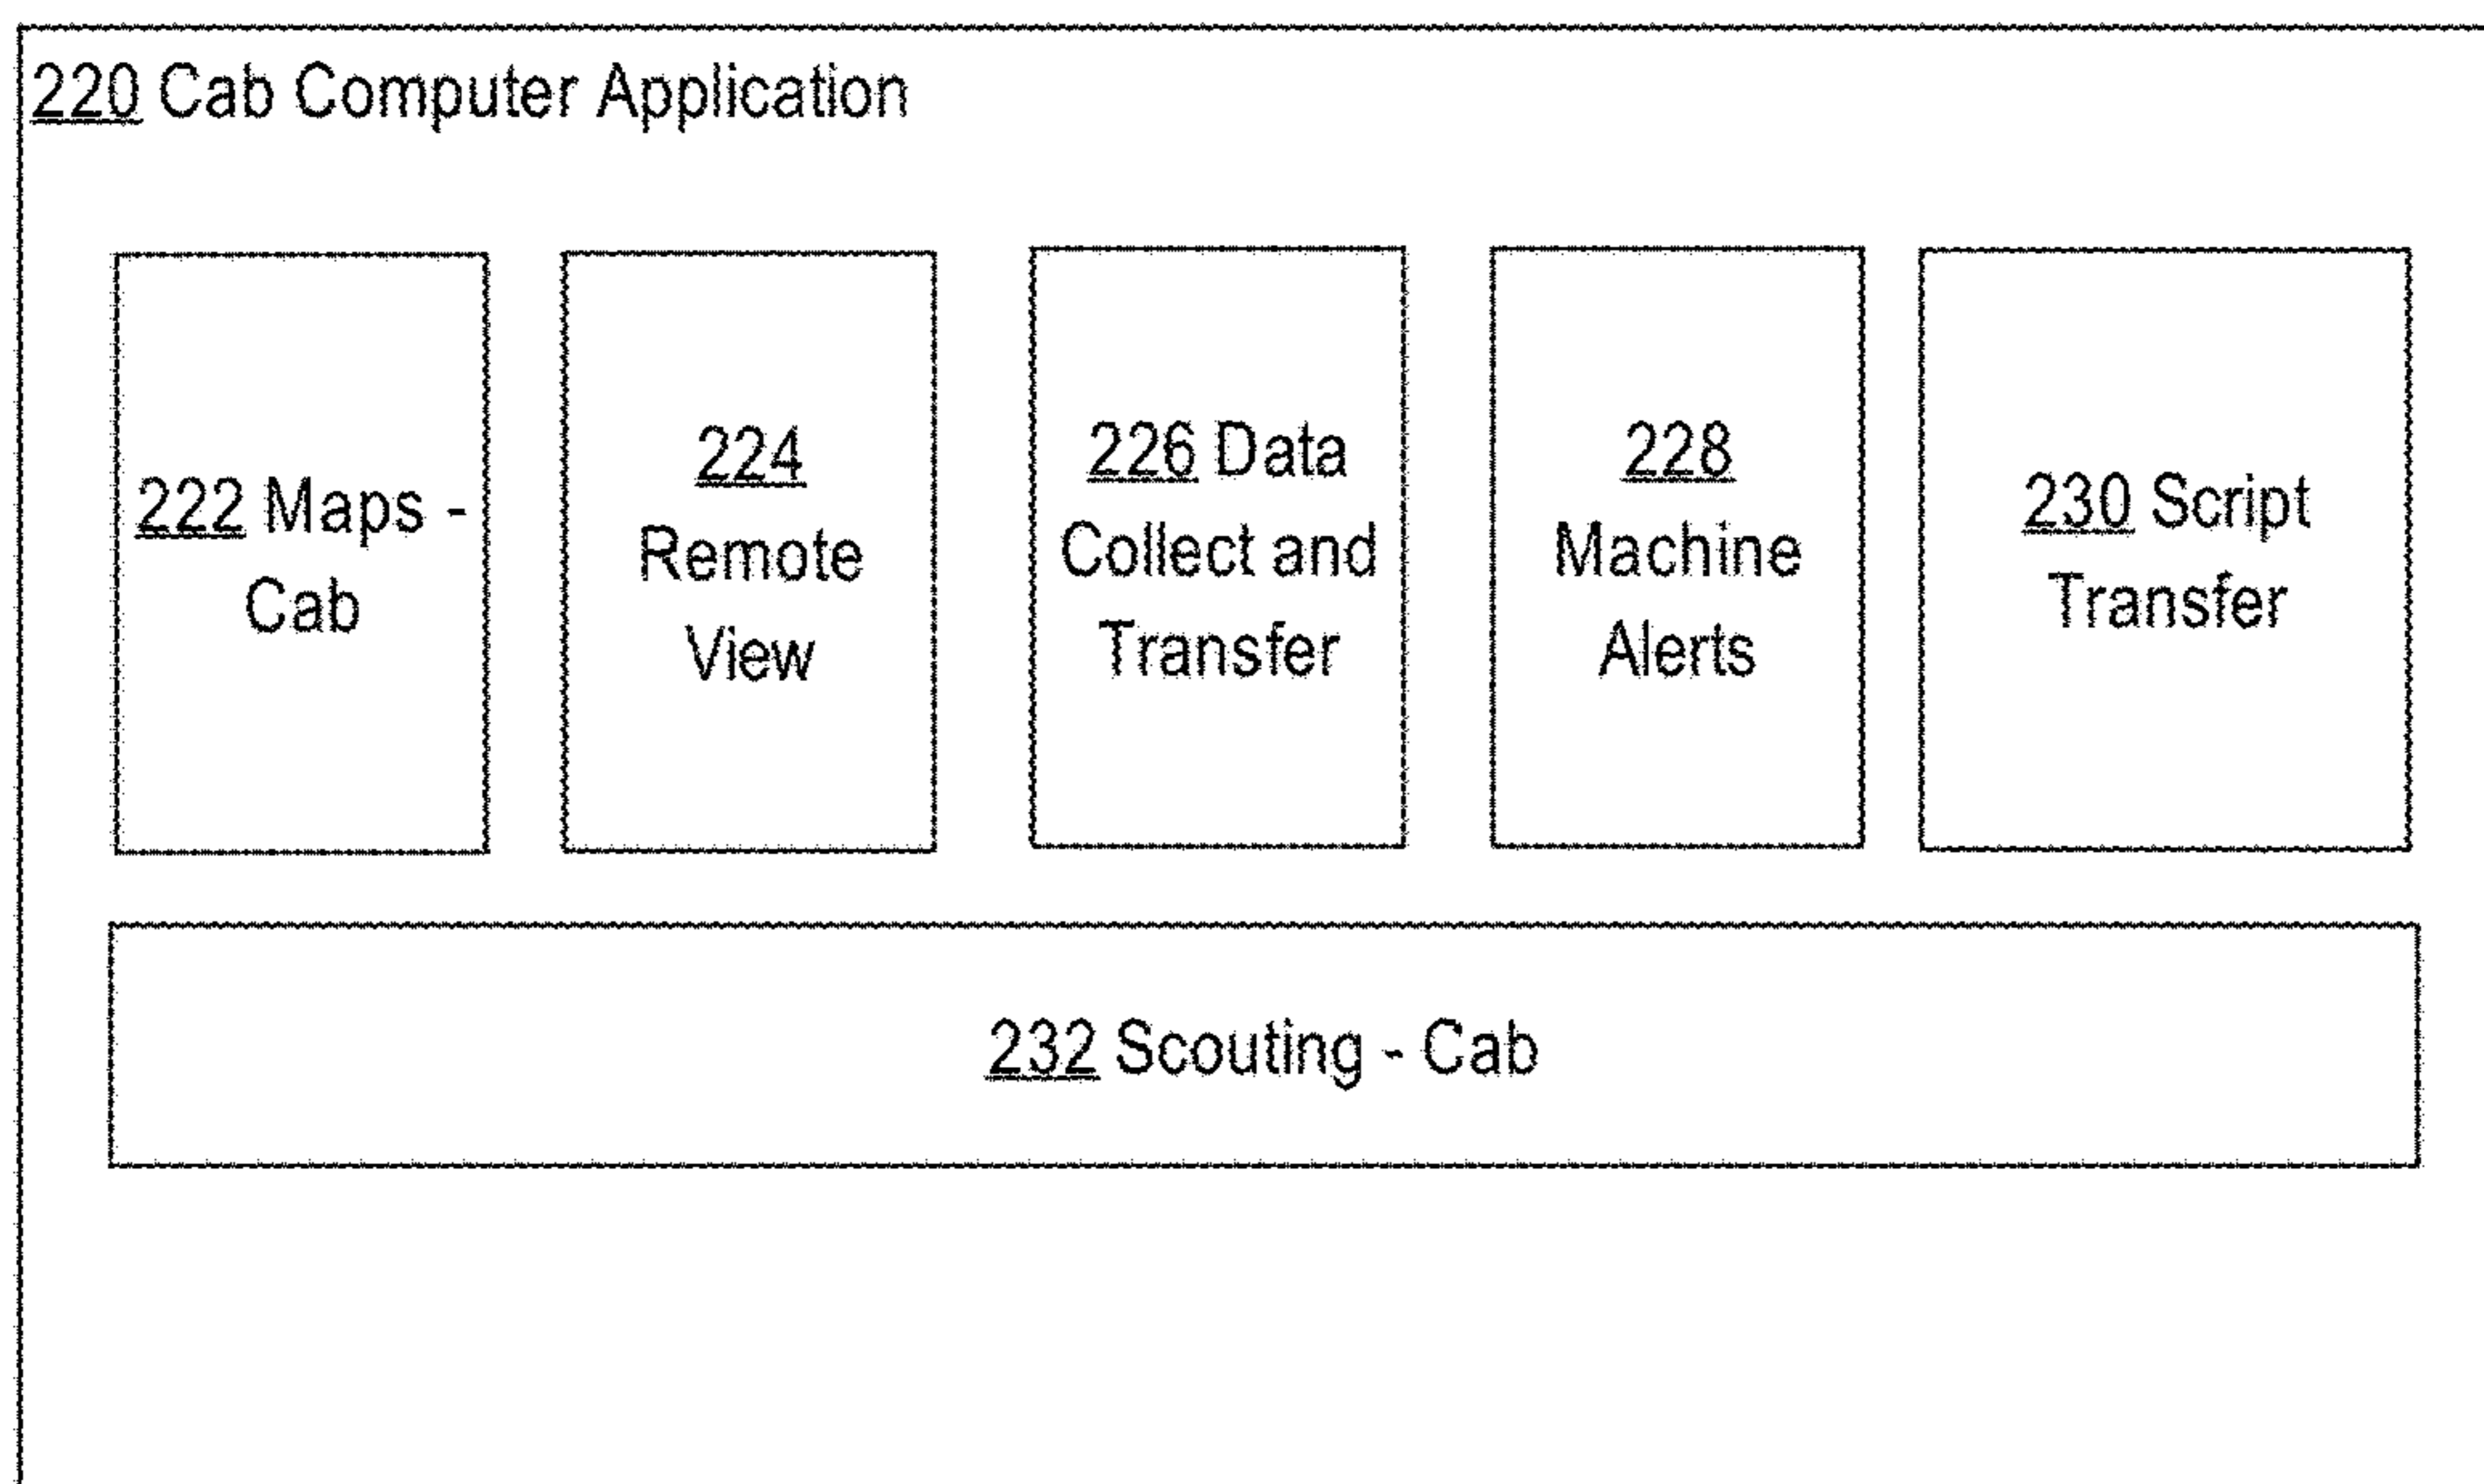 220 Cab Computer Application
222 Maps -
Cab
224
Remote
View
226 Data
Collect and
Transfer
228
Machine
Alerts
230 Script
Transfer
232 Scouting - Cab